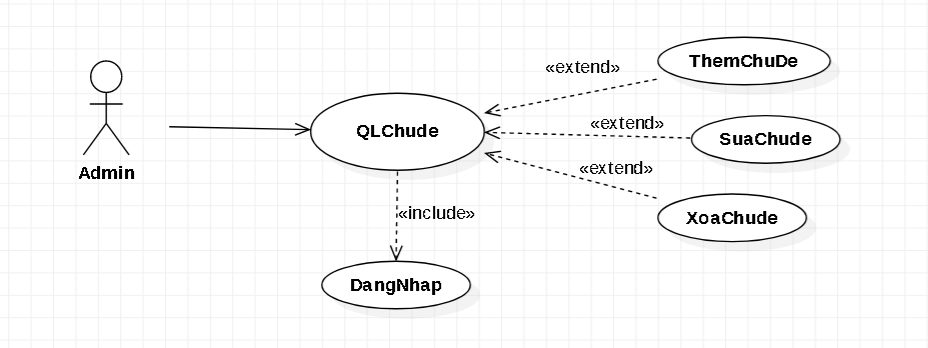 «extend»
ThemChuDe
Admin
QLChude
«extend»
SuaChude
«extend»
XoaChude
«include»
DangNhap